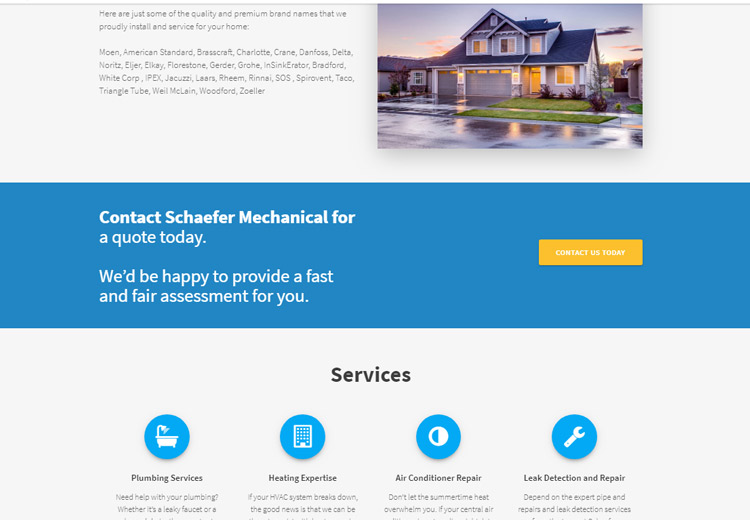 Here are just some of the quality and premium brand names that we
proudly install and service for your home:
Moen, American Standard, Brasscraft, Charlotte, Crane, Danfoss, Delta,
Noritz, Eljer, Elkay, Florestone, Gerder, Grohe, InSinkErator, Bradford,
White Corp , iPEX, Jacuzzi, Laars, Rheem, Rinnai, SOS , Spirovent, Taco,
Triangle Tube, Weil McLain, Woodford, Zoeller
Contact Schaefer Mechanical for
a quote today.
We'd be happy to provide a fast
and fair assessment for you.
CONTACT US TODAY
Services
Plumbing Services
Need help with your plumbing?
Whether it's a leaky faucet or a
Heating Expertise
If your HVAC system breaks down,
the good news is that we can be
Air Conditioner Repair
Don't let the summertime heat
overwhelm you. If your central air
Leak Detection and Repair
Depend on the expert pipe and
repairs and leak detection services